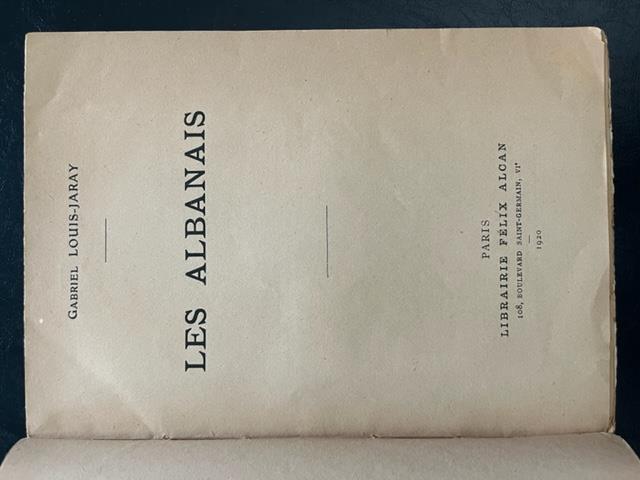 GABRIEL LOUIS-JARAY
LES ALBANAIS
PARIS
LIBRAIRIE FÉLIX ALCAN
108, BOULEVARD SAINT-GERMAIN, VIᵉ
1920